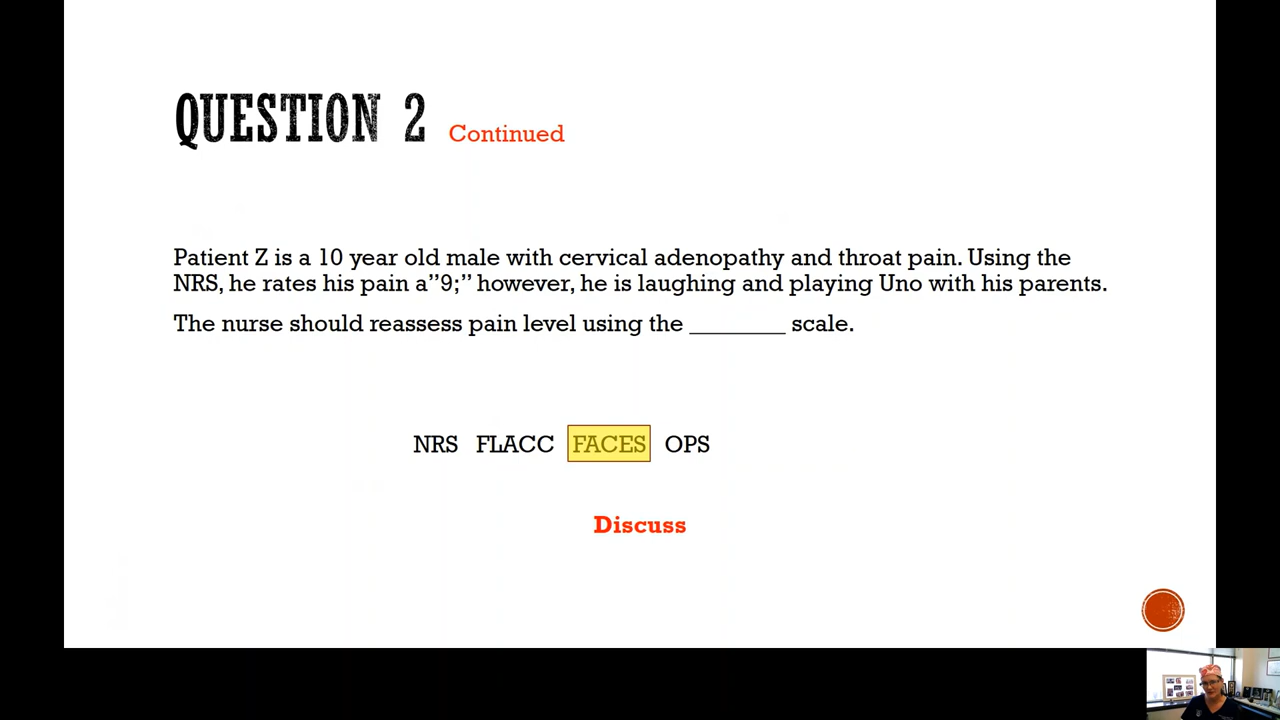 QUESTION 2 Continued
Patient Z is a 10 year old male with cervical adenopathy and throat pain. Using the
NRS, he rates his pain a”9;” however, he is laughing and playing Uno with his parents.
The nurse should reassess pain level using the ________ scale.
NRS FLACC FACES OPS
Discuss